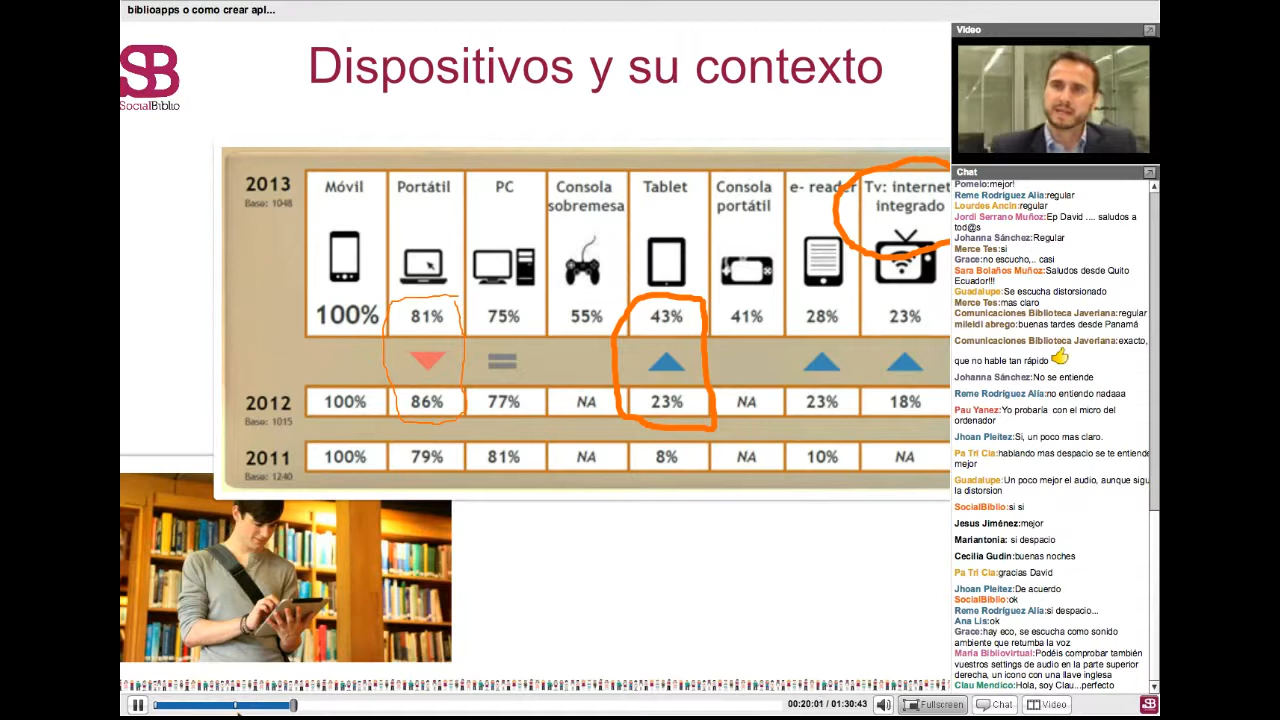 biblioapps o como crear apl...
SB
SocialBiblio
Dispositivos y su contexto
2013
Base: 1048
Móvil
Portátil
PC
Consola
sobremesa
Tablet
Consola
portátil
e- reader
Tv: internet
integrado
100%
81%
75%
55%
43%
41%
28%
23%
2012
Base: 1015
100%
86%
77%
NA
23%
NA
23%
18%
2011
Base: 1240
100%
79%
81%
NA
8%
NA
10%
NA
Video
Chat
Pomelo:mejor!
Reme Rodríguez Alía:regular
Lourdes Ancin:regular
Jordi Serrano Muñoz:Ep David .... saludos a
tod@s
Johanna Sánchez:Regular
Merce Tes:si
Grace:no escucho,.. casi
Sara Bolaños Muñoz:Saludos desde Quito
Ecuador!!!
Guadalupe:Se escucha distorsionado
Merce Tes:mas claro
Comunicaciones Biblioteca Javeriana:regular
mileidi abrego:buenas tardes desde Panamá
Comunicaciones Biblioteca Javeriana:exacto,
que no hable tan rápido
Johanna Sánchez:No se entiende
Reme Rodríguez Alía:no entiendo nadaaa
Pau Yanez:Yo probaría con el micro del
ordenador
Jhoan Pleitez:Si, un poco mas claro.
Pa Tri Cia:hablando mas despacio se te entiende
mejor
Guadalupe:Un poco mejor el audio, aunque sigu
la distorsion
SocialBiblio:si si
Jesus Jiménez:mejor
Mariantonia: si despacio
Cecilia Gudin:buenas noches
Pa Tri Cia:gracias David
Jhoan Pleitez:De acuerdo
SocialBiblio:ok
Reme Rodríguez Alía:si despacio...
Ana Lis:ok
Grace:hay eco, se escucha como sonido
ambiente que retumba la voz
María Bibliovirtual:Podéis comprobar también
vuestros settings de audio en la parte superior
derecha, un icono con una llave inglesa
Clau Mendico:Hola, soy Clau...perfecto
00:20:01 / 01:30:43
Fullscreen
Chat
Video
SB